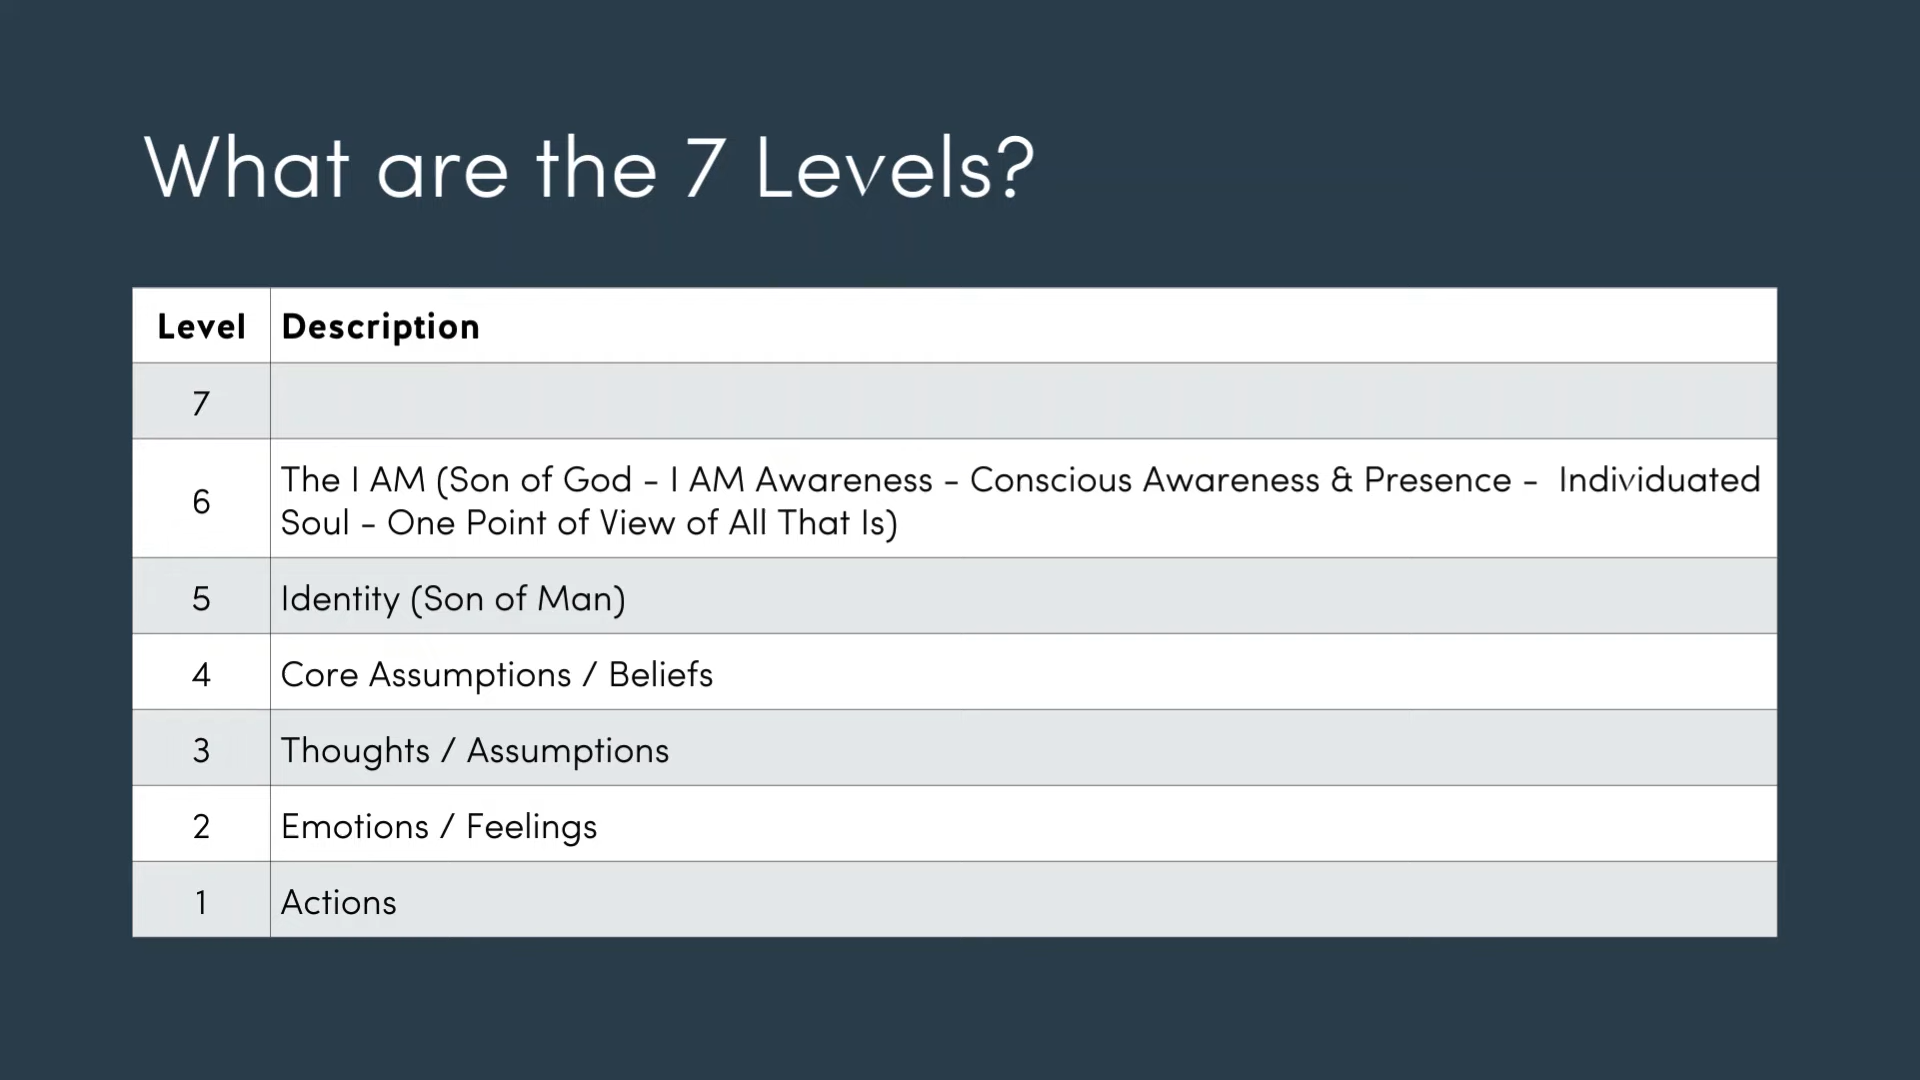 What are the 7 Levels?
Level Description
7
6 The I AM (Son of God - I AM Awareness - Conscious Awareness & Presence -  Individuated
Soul - One Point of View of All That Is)
5 Identity (Son of Man)
4 Core Assumptions / Beliefs
3 Thoughts / Assumptions
2 Emotions / Feelings
1 Actions